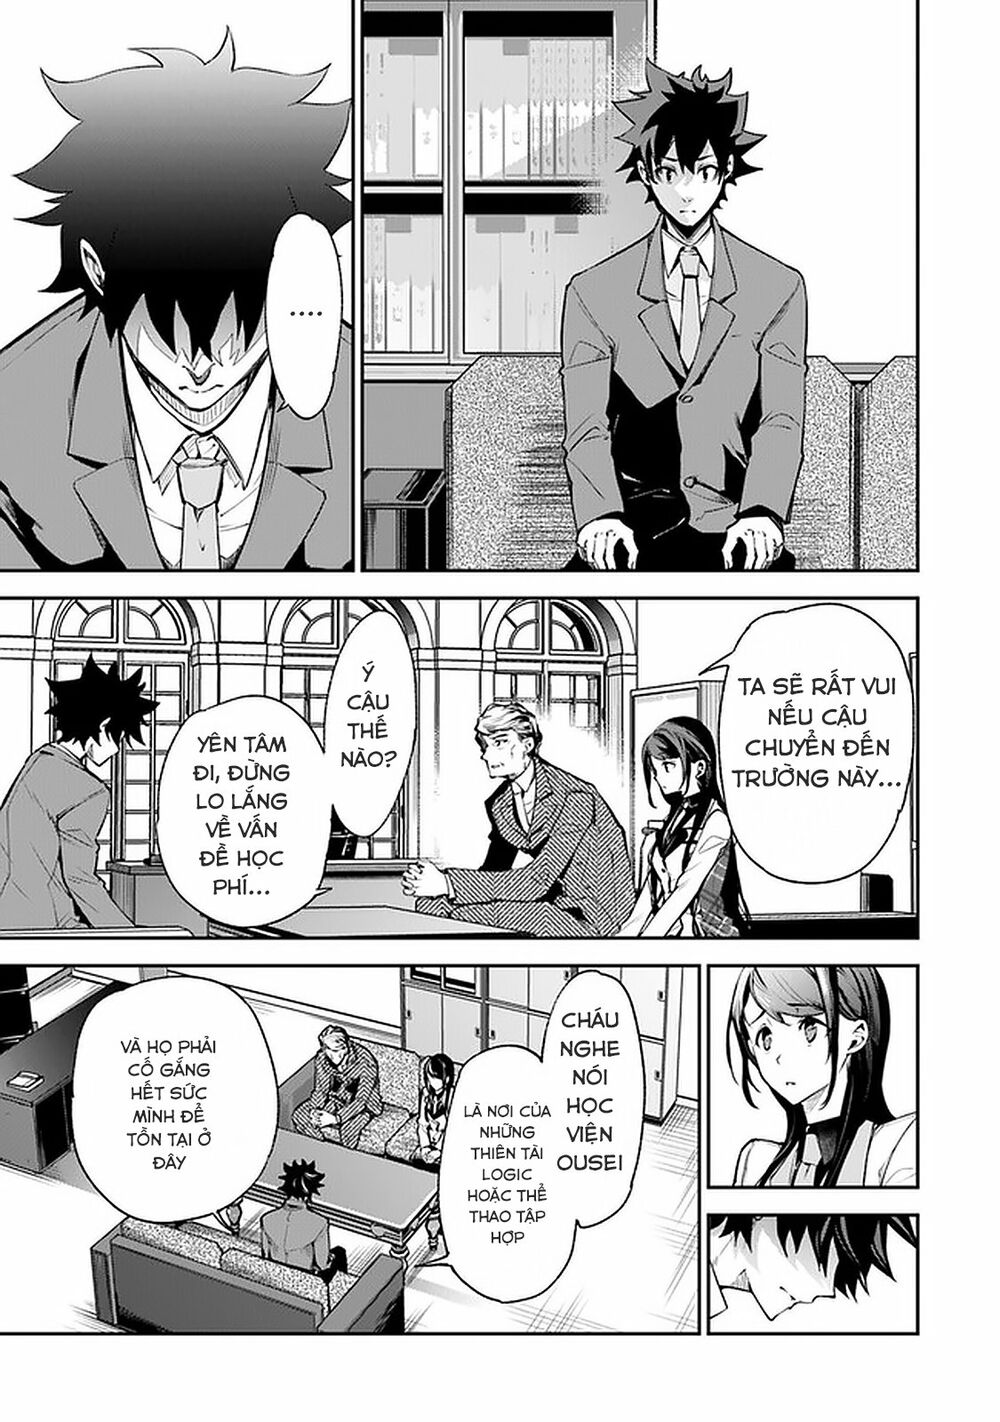 ....
TA SẼ RẤT VUI
NẾU CẬU
CHUYỂN ĐẾN
TRƯỜNG NÀY...
Ý
CẬU
THẾ
NÀO?
YÊN TÂM
ĐI, ĐỪNG
LO LẮNG
VỀ VẤN
ĐỀ HỌC
PHÍ...
CHÁU
NGHE
NÓI
HỌC
VIỆN
OUSEI
LÀ NƠI CỦA
NHỮNG
THIÊN TÀI
LOGIC
HOẶC THỂ
THAO TẬP
HỢP
VÀ HỌ PHẢI
CỐ GẮNG
HẾT SỨC
MÌNH ĐỂ
TỒN TẠI Ở
ĐÂY